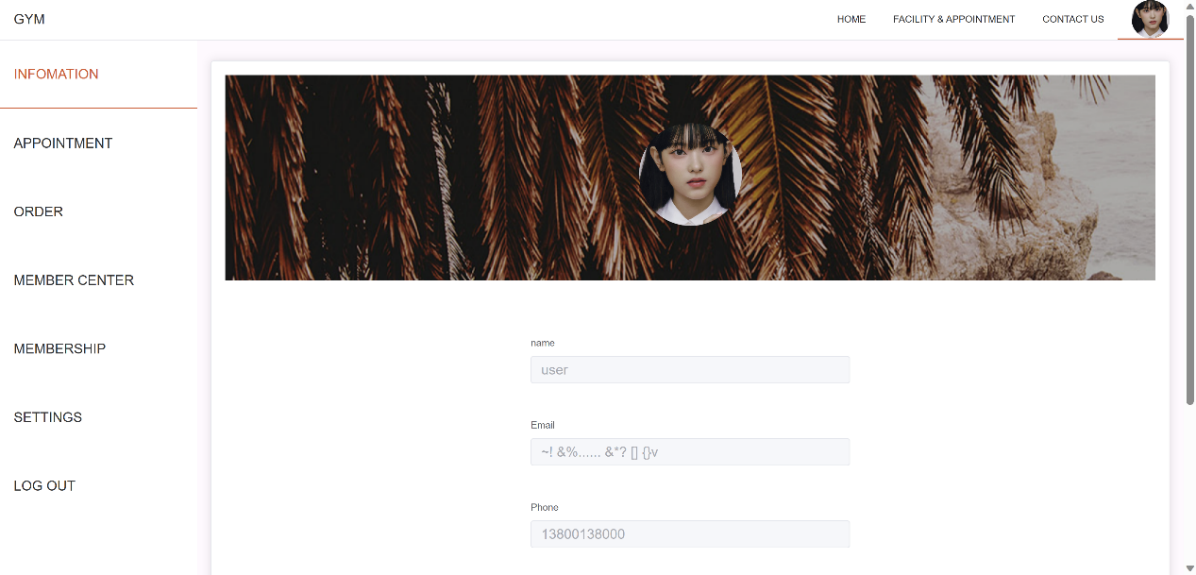 GYM
HOME
FACILITY & APPOINTMENT
CONTACT US
INFOMATION
APPOINTMENT
ORDER
MEMBER CENTER
MEMBERSHIP
SETTINGS
LOG OUT
name
user
Email
~! &%...... &*? [] {}·v
Phone
13800138000